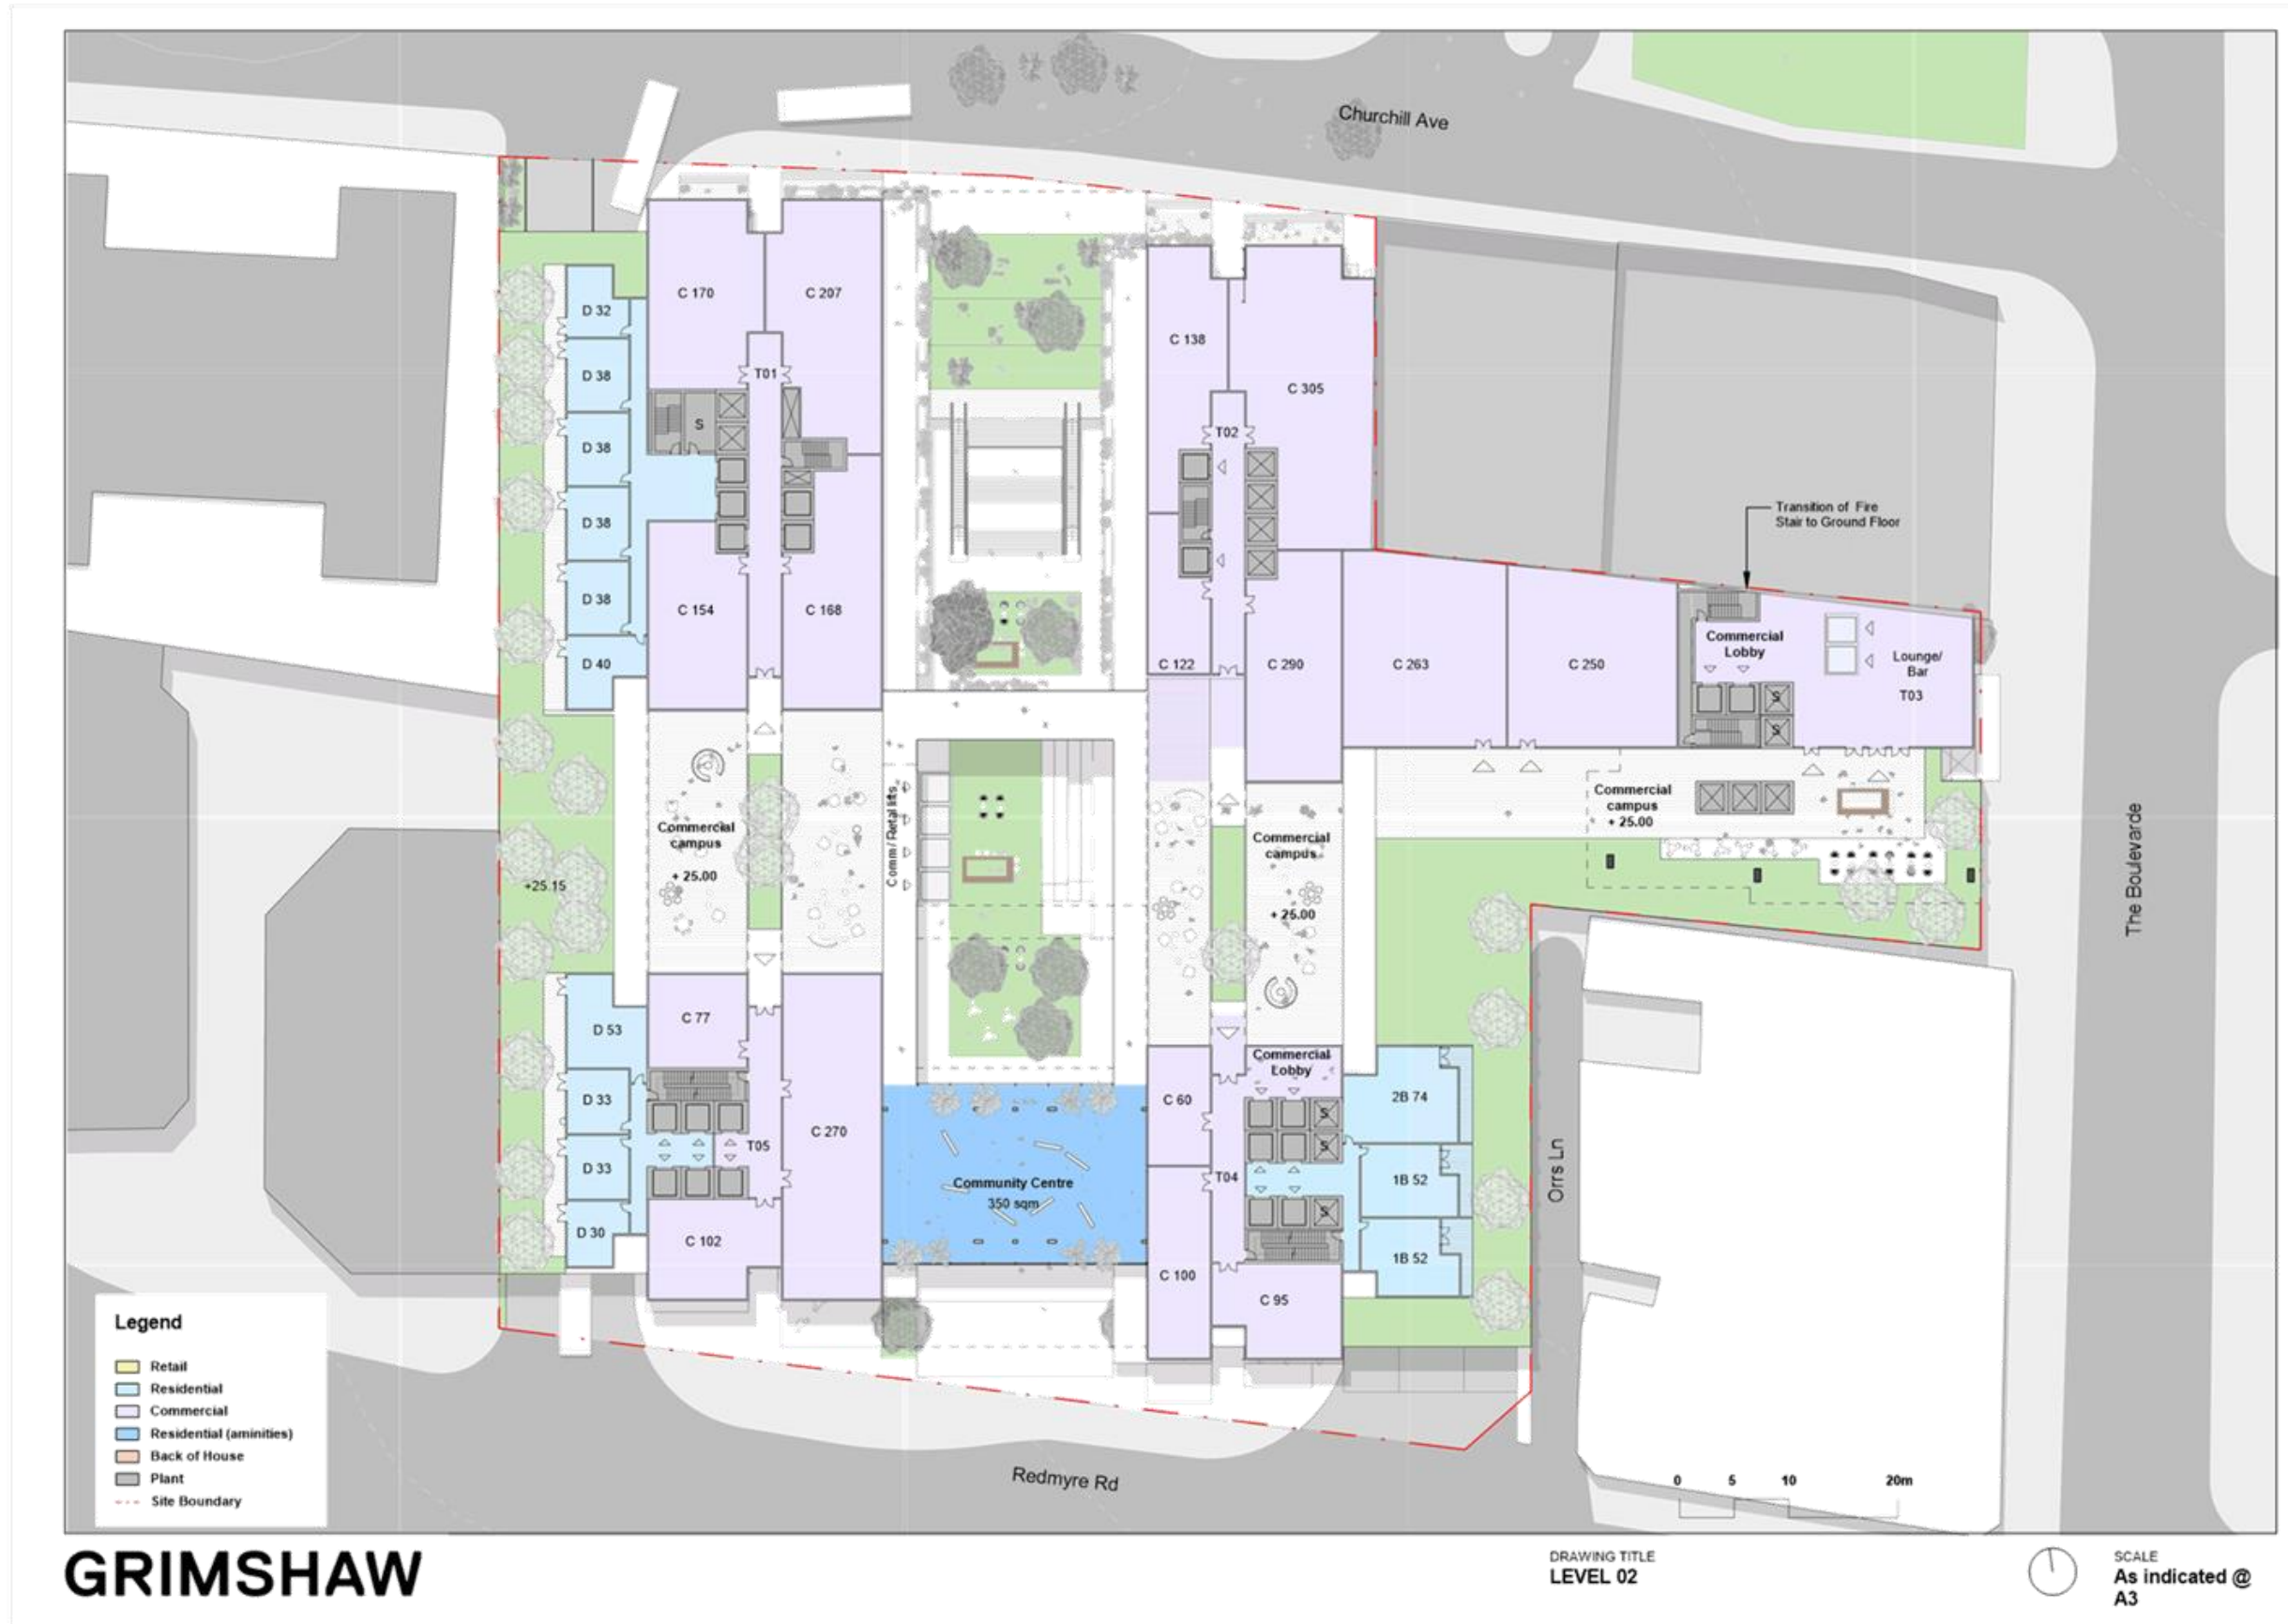 Churchill Ave
C 170
C 207
D 32
C 138
D 38
T01
C 305
S
T02
D 38
D 38
Transition of Fire
Stair to Ground Floor
D 38
C 154
C 168
D 40
C 122
C 290
C 263
C 250
Commercial
Lobby
Lounge/
Bar
T03
S
S
Commercial
campus
+ 25.00
Comm / Retail lifts
Commercial
campus
+ 25.00
Commercial
campus
+ 25.00
+25.15
The Boulevarde
D 53
C 77
Commercial
Lobby
D 33
C 60
2B 74
S
S
C 270
T05
D 33
Community Centre
350 sqm
T04
1B 52
S
Orrs Ln
D 30
C 102
C 100
1B 52
C 95
Legend
Retail
Residential
Commercial
Residential (aminities)
Back of House
Plant
Site Boundary
Redmyre Rd
0 5 10 20m
GRIMSHAW
DRAWING TITLE
LEVEL 02
SCALE
As indicated @
A3